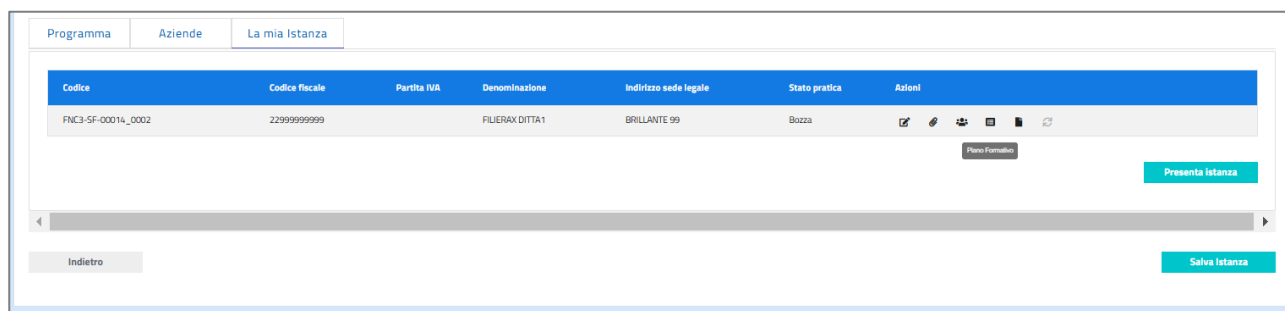 Programma Aziende La mia Istanza
Codice Codice fiscale Partita IVA Denominazione Indirizzo sede legale Stato pratica Azioni
FNC3-SF-00014_0002 22999999999 FILIERAX DITTA1 BRILLANTE 99 Bozza
Piano Formativo
Presenta istanza
Indietro Salva Istanza